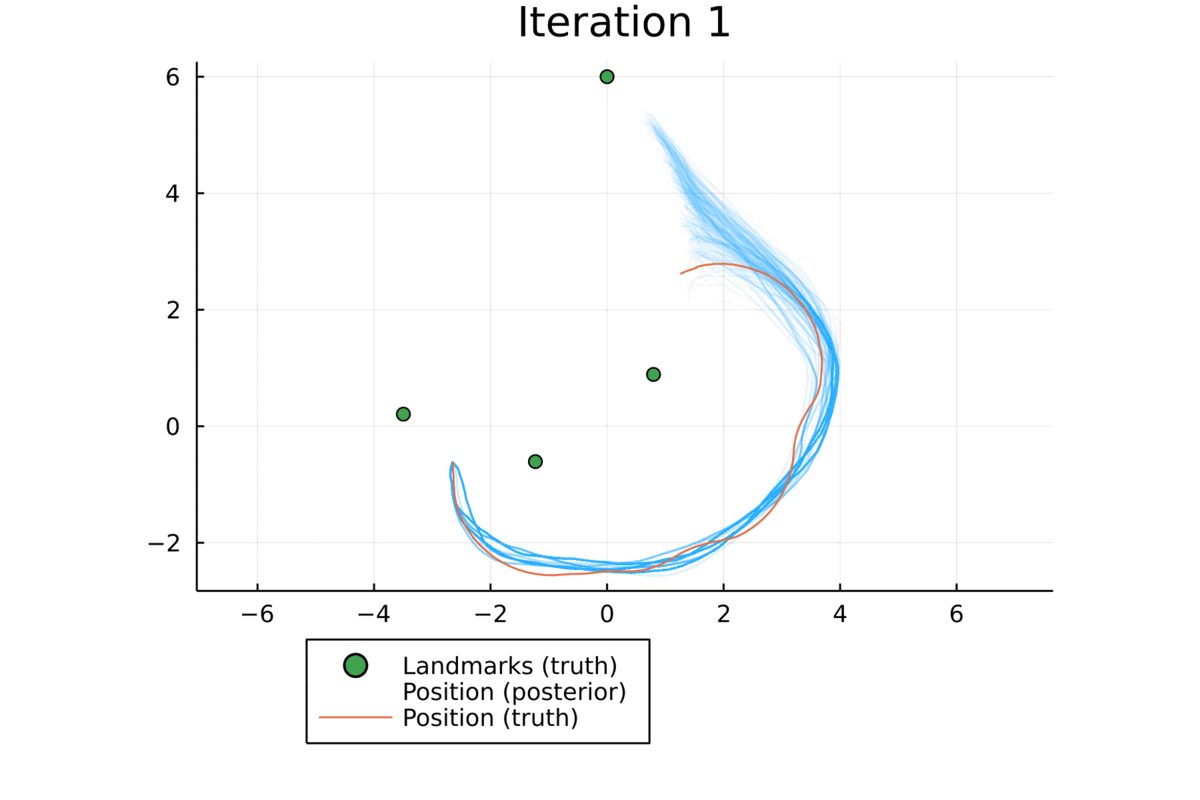 Iteration 1
6
4
2
0
−2
−6 −4 −2 0 2 4 6
Landmarks (truth)
Position (posterior)
Position (truth)